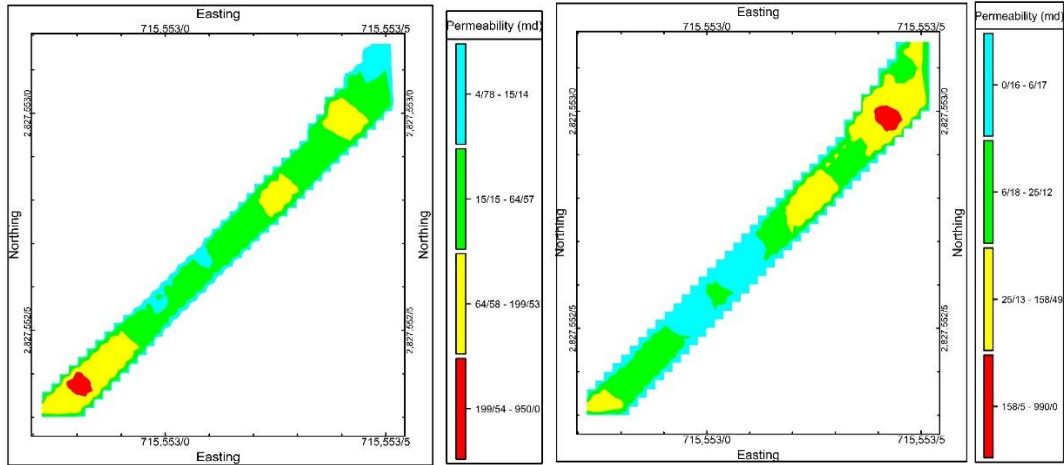 Easting
715,553/0
715,553/5
Northing
2,827,553/0
2,827,552/5
2,827,553/0
2,827,552/5
Northing
715,553/0
715,553/5
Easting
Permeability (md)
4/78 - 15/14
15/15 - 64/57
64/58 - 199/53
199/54 - 950/0
Easting
715,553/0
715,553/5
Northing
2,827,553/0
2,827,552/5
2,827,553/0
2,827,552/5
Northing
715,553/0
715,553/5
Easting
Permeability (md)
0/16 - 6/17
6/18 - 25/12
25/13 - 158/49
158/5 - 990/0